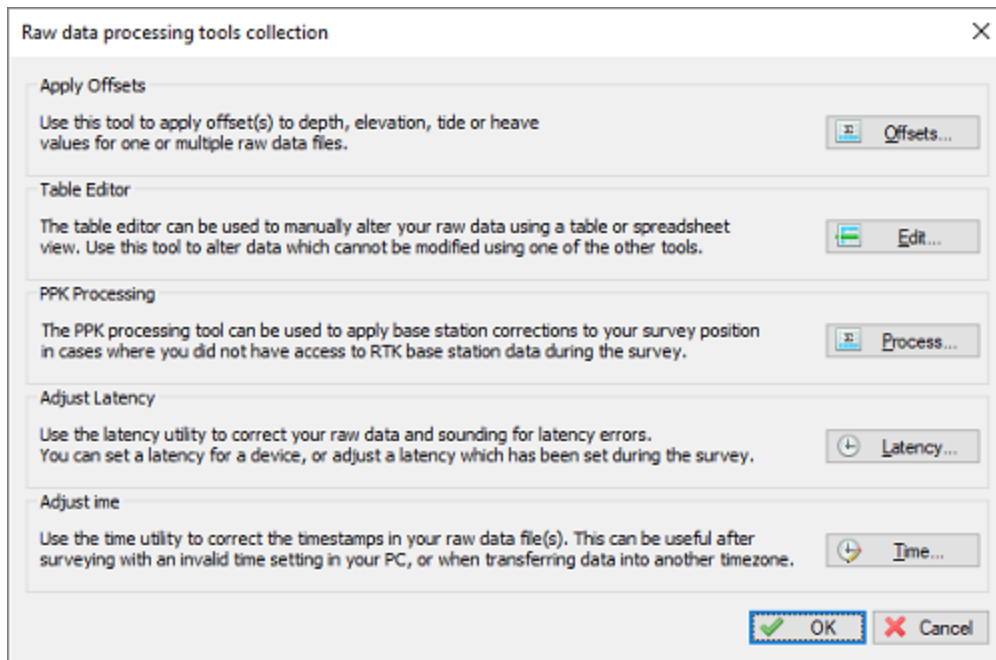 Raw data processing tools collection
Apply Offsets
Use this tool to apply offset(s) to depth, elevation, tide or heave
values for one or multiple raw data files.
Offsets...
Table Editor
The table editor can be used to manually alter your raw data using a table or spreadsheet
view. Use this tool to alter data which cannot be modified using one of the other tools.
Edit...
PPK Processing
The PPK processing tool can be used to apply base station corrections to your survey position
in cases where you did not have access to RTK base station data during the survey.
Process...
Adjust Latency
Use the latency utility to correct your raw data and sounding for latency errors.
You can set a latency for a device, or adjust a latency which has been set during the survey.
Latency...
Adjust ime
Use the time utility to correct the timestamps in your raw data file(s). This can be useful after
surveying with an invalid time setting in your PC, or when transferring data into another timezone.
Time...
OK
Cancel